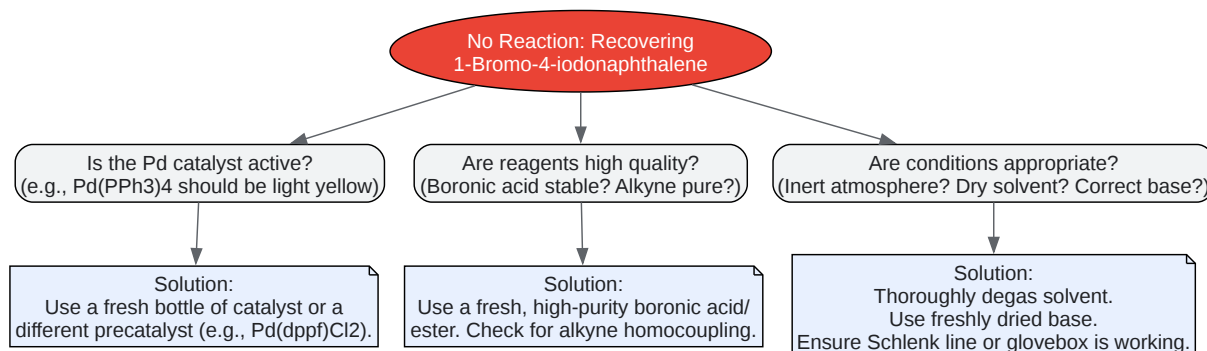 No Reaction: Recovering
1-Bromo-4-iodonaphthalene
Is the Pd catalyst active?
(e.g., Pd(PPh3)4 should be light yellow)
Are reagents high quality?
(Boronic acid stable? Alkyne pure?)
Are conditions appropriate?
(Inert atmosphere? Dry solvent? Correct base?)
Solution:
Use a fresh bottle of catalyst or a
different precatalyst (e.g., Pd(dppf)Cl2).
Solution:
Use a fresh, high-purity boronic acid/
ester. Check for alkyne homocoupling.
Solution:
Thoroughly degas solvent.
Use freshly dried base.
Ensure Schlenk line or glovebox is working.